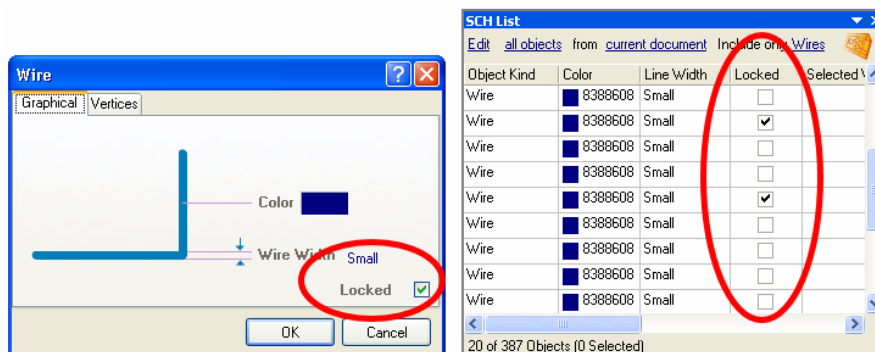 Wire
Graphical Vertices
Color
Wire Width Small
Locked
OK Cancel
SCH List
Edit all objects from current document Include only Wires
Object Kind Color Line Width Locked Selected
Wire 8388608 Small
Wire 8388608 Small
Wire 8388608 Small
Wire 8388608 Small
Wire 8388608 Small
Wire 8388608 Small
Wire 8388608 Small
Wire 8388608 Small
Wire 8388608 Small
20 of 387 Objects (0 Selected)